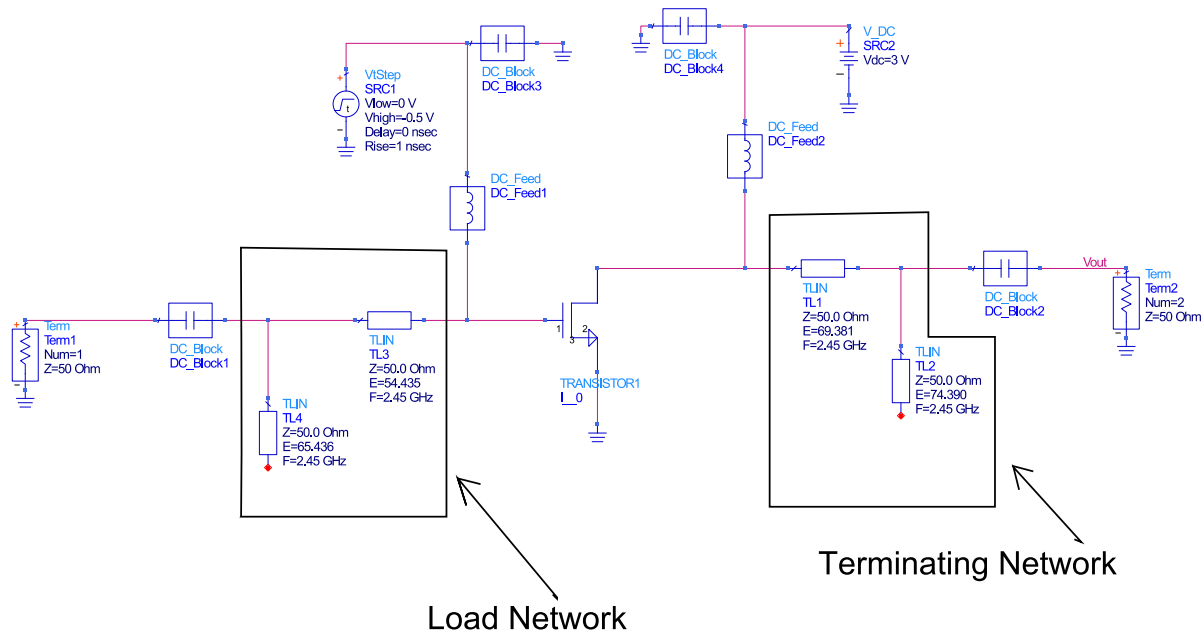 DC_Block
DC_Block3
VtStep
SRC1
Vlow=0 V
Vhigh=-0.5 V
Delay=0 nsec
Rise=1 nsec
+
t
-
DC_Feed
DC_Feed1
DC_Block
DC_Block4
V_DC
SRC2
Vdc=3 V
+
-
DC_Feed
DC_Feed2
+
-
Term
Term1
Num=1
Z=50 Ohm
DC_Block
DC_Block1
TLIN
TL3
Z=50.0 Ohm
E=54.435
F=2.45 GHz
TLIN
TL4
Z=50.0 Ohm
E=65.436
F=2.45 GHz
1
2
3
TRANSISTOR1
I__0
TLIN
TL1
Z=50.0 Ohm
E=69.381
F=2.45 GHz
TLIN
TL2
Z=50.0 Ohm
E=74.390
F=2.45 GHz
DC_Block
DC_Block2
Vout
+
-
Term
Term2
Num=2
Z=50 Ohm
Terminating Network
Load Network